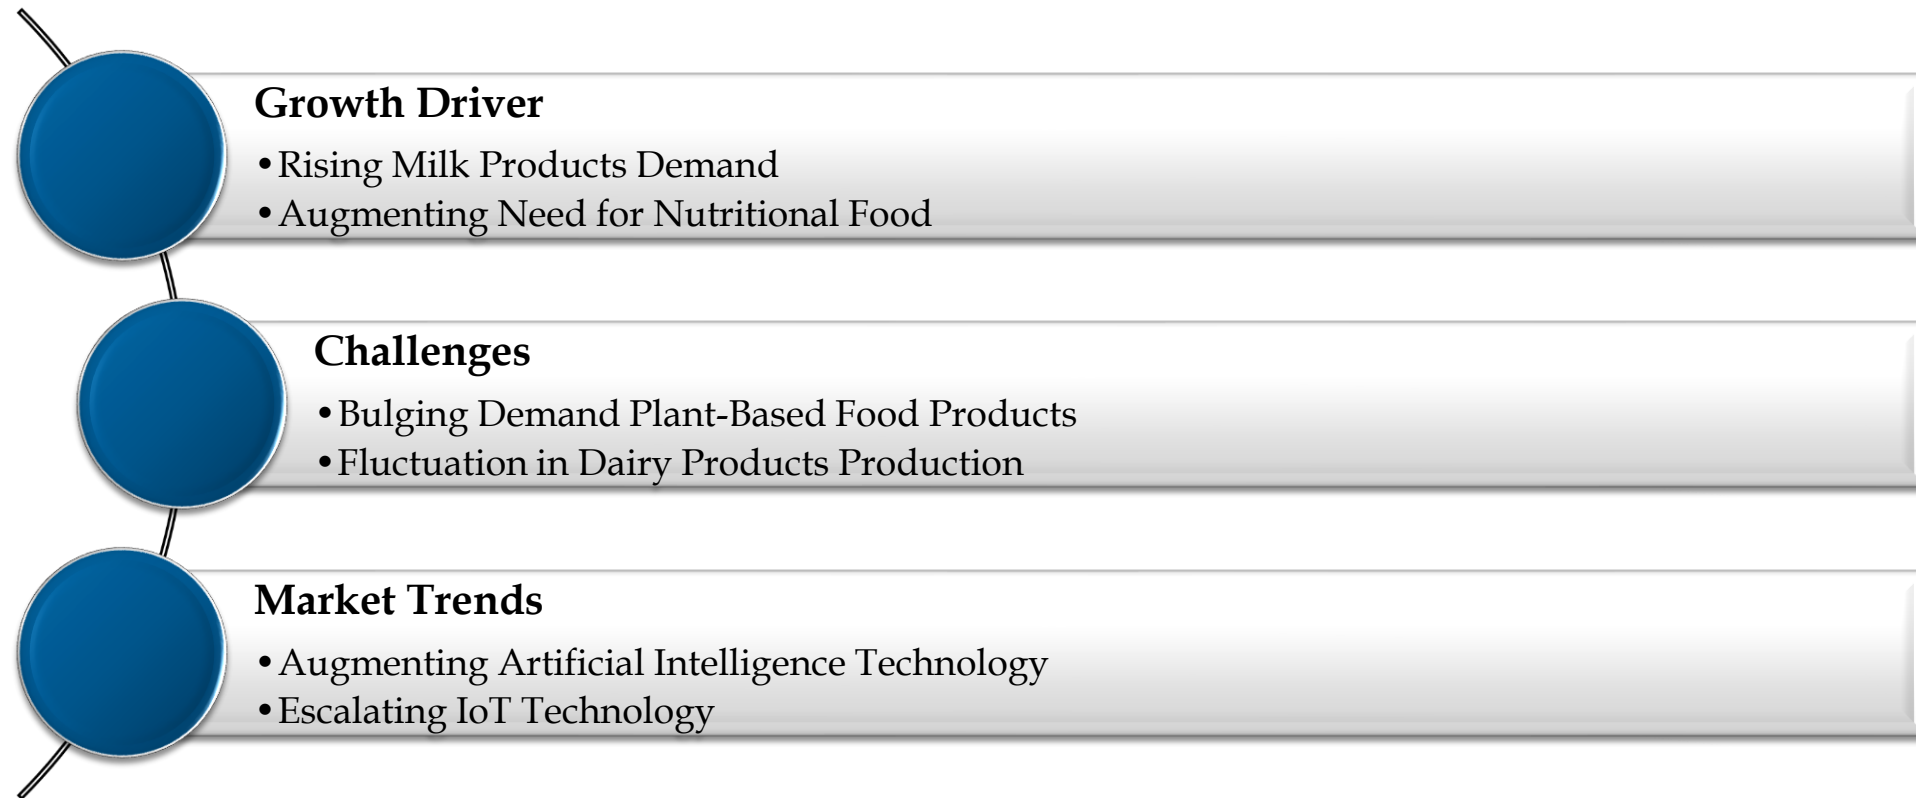 Growth Driver
•Rising Milk Products Demand
•Augmenting Need for Nutritional Food
Challenges
•Bulging Demand Plant-Based Food Products
•Fluctuation in Dairy Products Production
Market Trends
•Augmenting Artificial Intelligence Technology
•Escalating IoT Technology